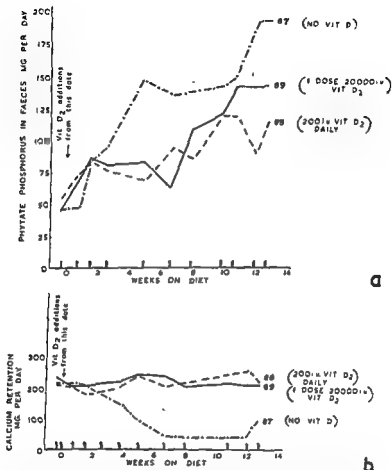 PHYTATE PHOSPHORUS IN FAECES MG PER DAY
200
175
150
125
100
75
50
25
0
Vit D2 additions
from this dose
87 (NO VIT D)
89 (1 DOSE 20000 i.v VIT D2)
88 (200 i.v VIT D2 DAILY)
0 2 4 6 8 10 12 14
WEEKS ON DIET
a
CALCIUM RETENTION
MG PER DAY
300
200
100
0
Vit D2 additions
from this dose
88 (200 i.v. VIT D2) DAILY
89 (1 DOSE 20000 i.v VIT D2)
87 (NO VIT D)
0 2 4 6 8 10 12 14
WEEKS ON DIET
b